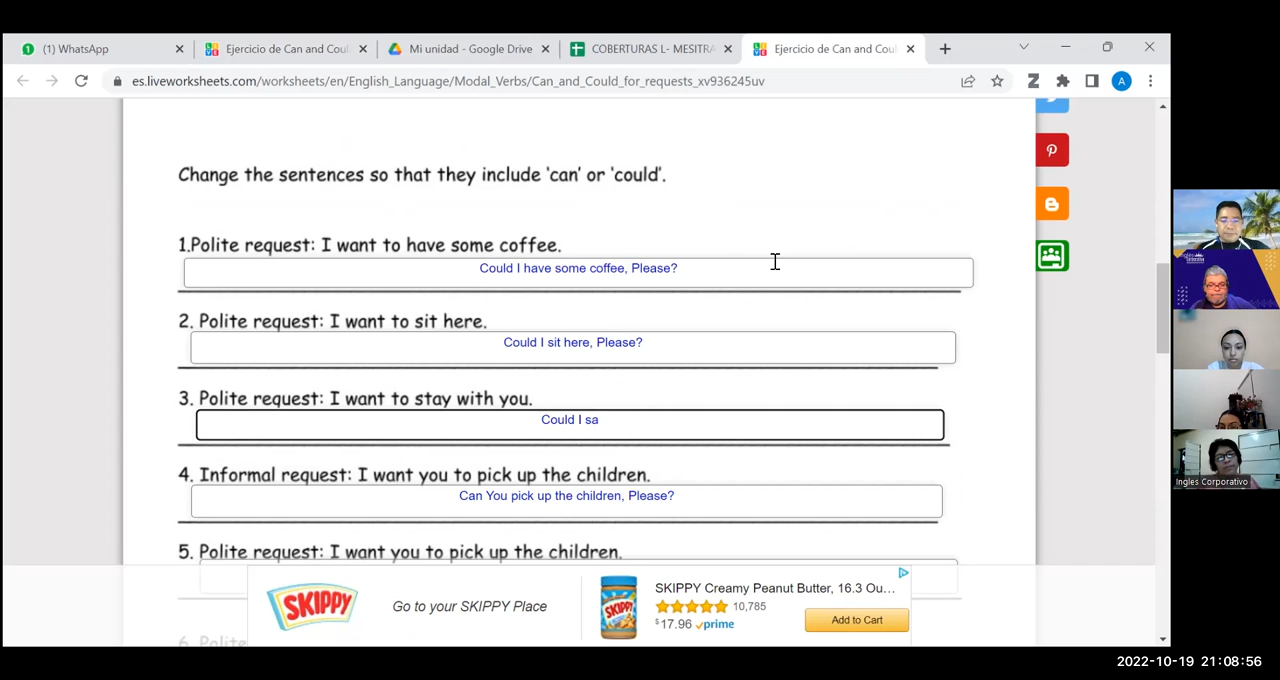 (1) WhatsApp
Ejercicio de Can and Coul
Mi unidad - Google Drive
COBERTURAS L- MESITRA
Ejercicio de Can and Coul
es.liveworksheets.com/worksheets/en/English_Language/Modal_Verbs/Can_and_Could_for_requests_xv936245uv
A
Change the sentences so that they include 'can' or 'could'.
1.Polite request: I want to have some coffee.
Could I have some coffee, Please?
2. Polite request: I want to sit here.
Could I sit here, Please?
3. Polite request: I want to stay with you.
Could I sa
4. Informal request: I want you to pick up the children.
Can You pick up the children, Please?
5. Polite request: I want you to pick up the children.
SKIPPY
Go to your SKIPPY Place
SKIPPY Creamy Peanut Butter, 16.3 Ou...
10,785
$17.96 prime
Add to Cart
6. Polite
Ingles Corporativo
2022-10-19 21:08:56